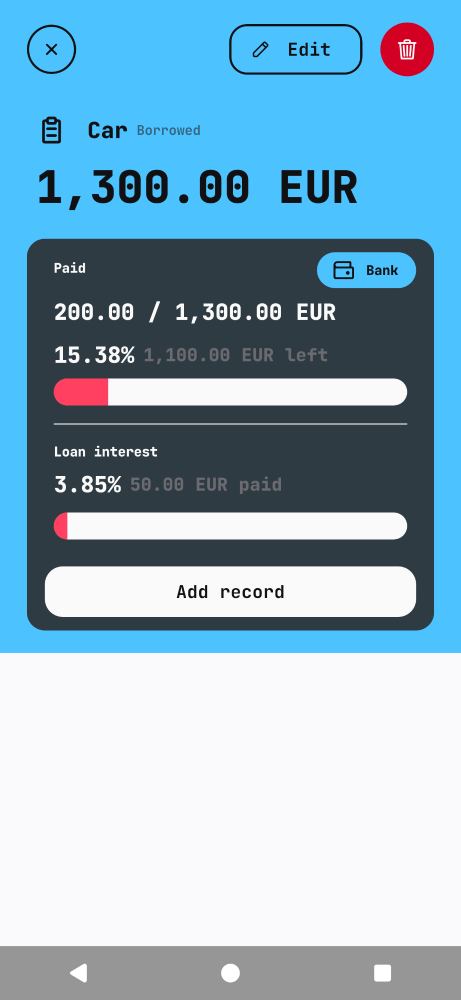 Edit
Car Borrowed
1,300.00 EUR
Paid
Bank
200.00 / 1,300.00 EUR
15.38% 1,100.00 EUR left
Loan interest
3.85% 50.00 EUR paid
Add record